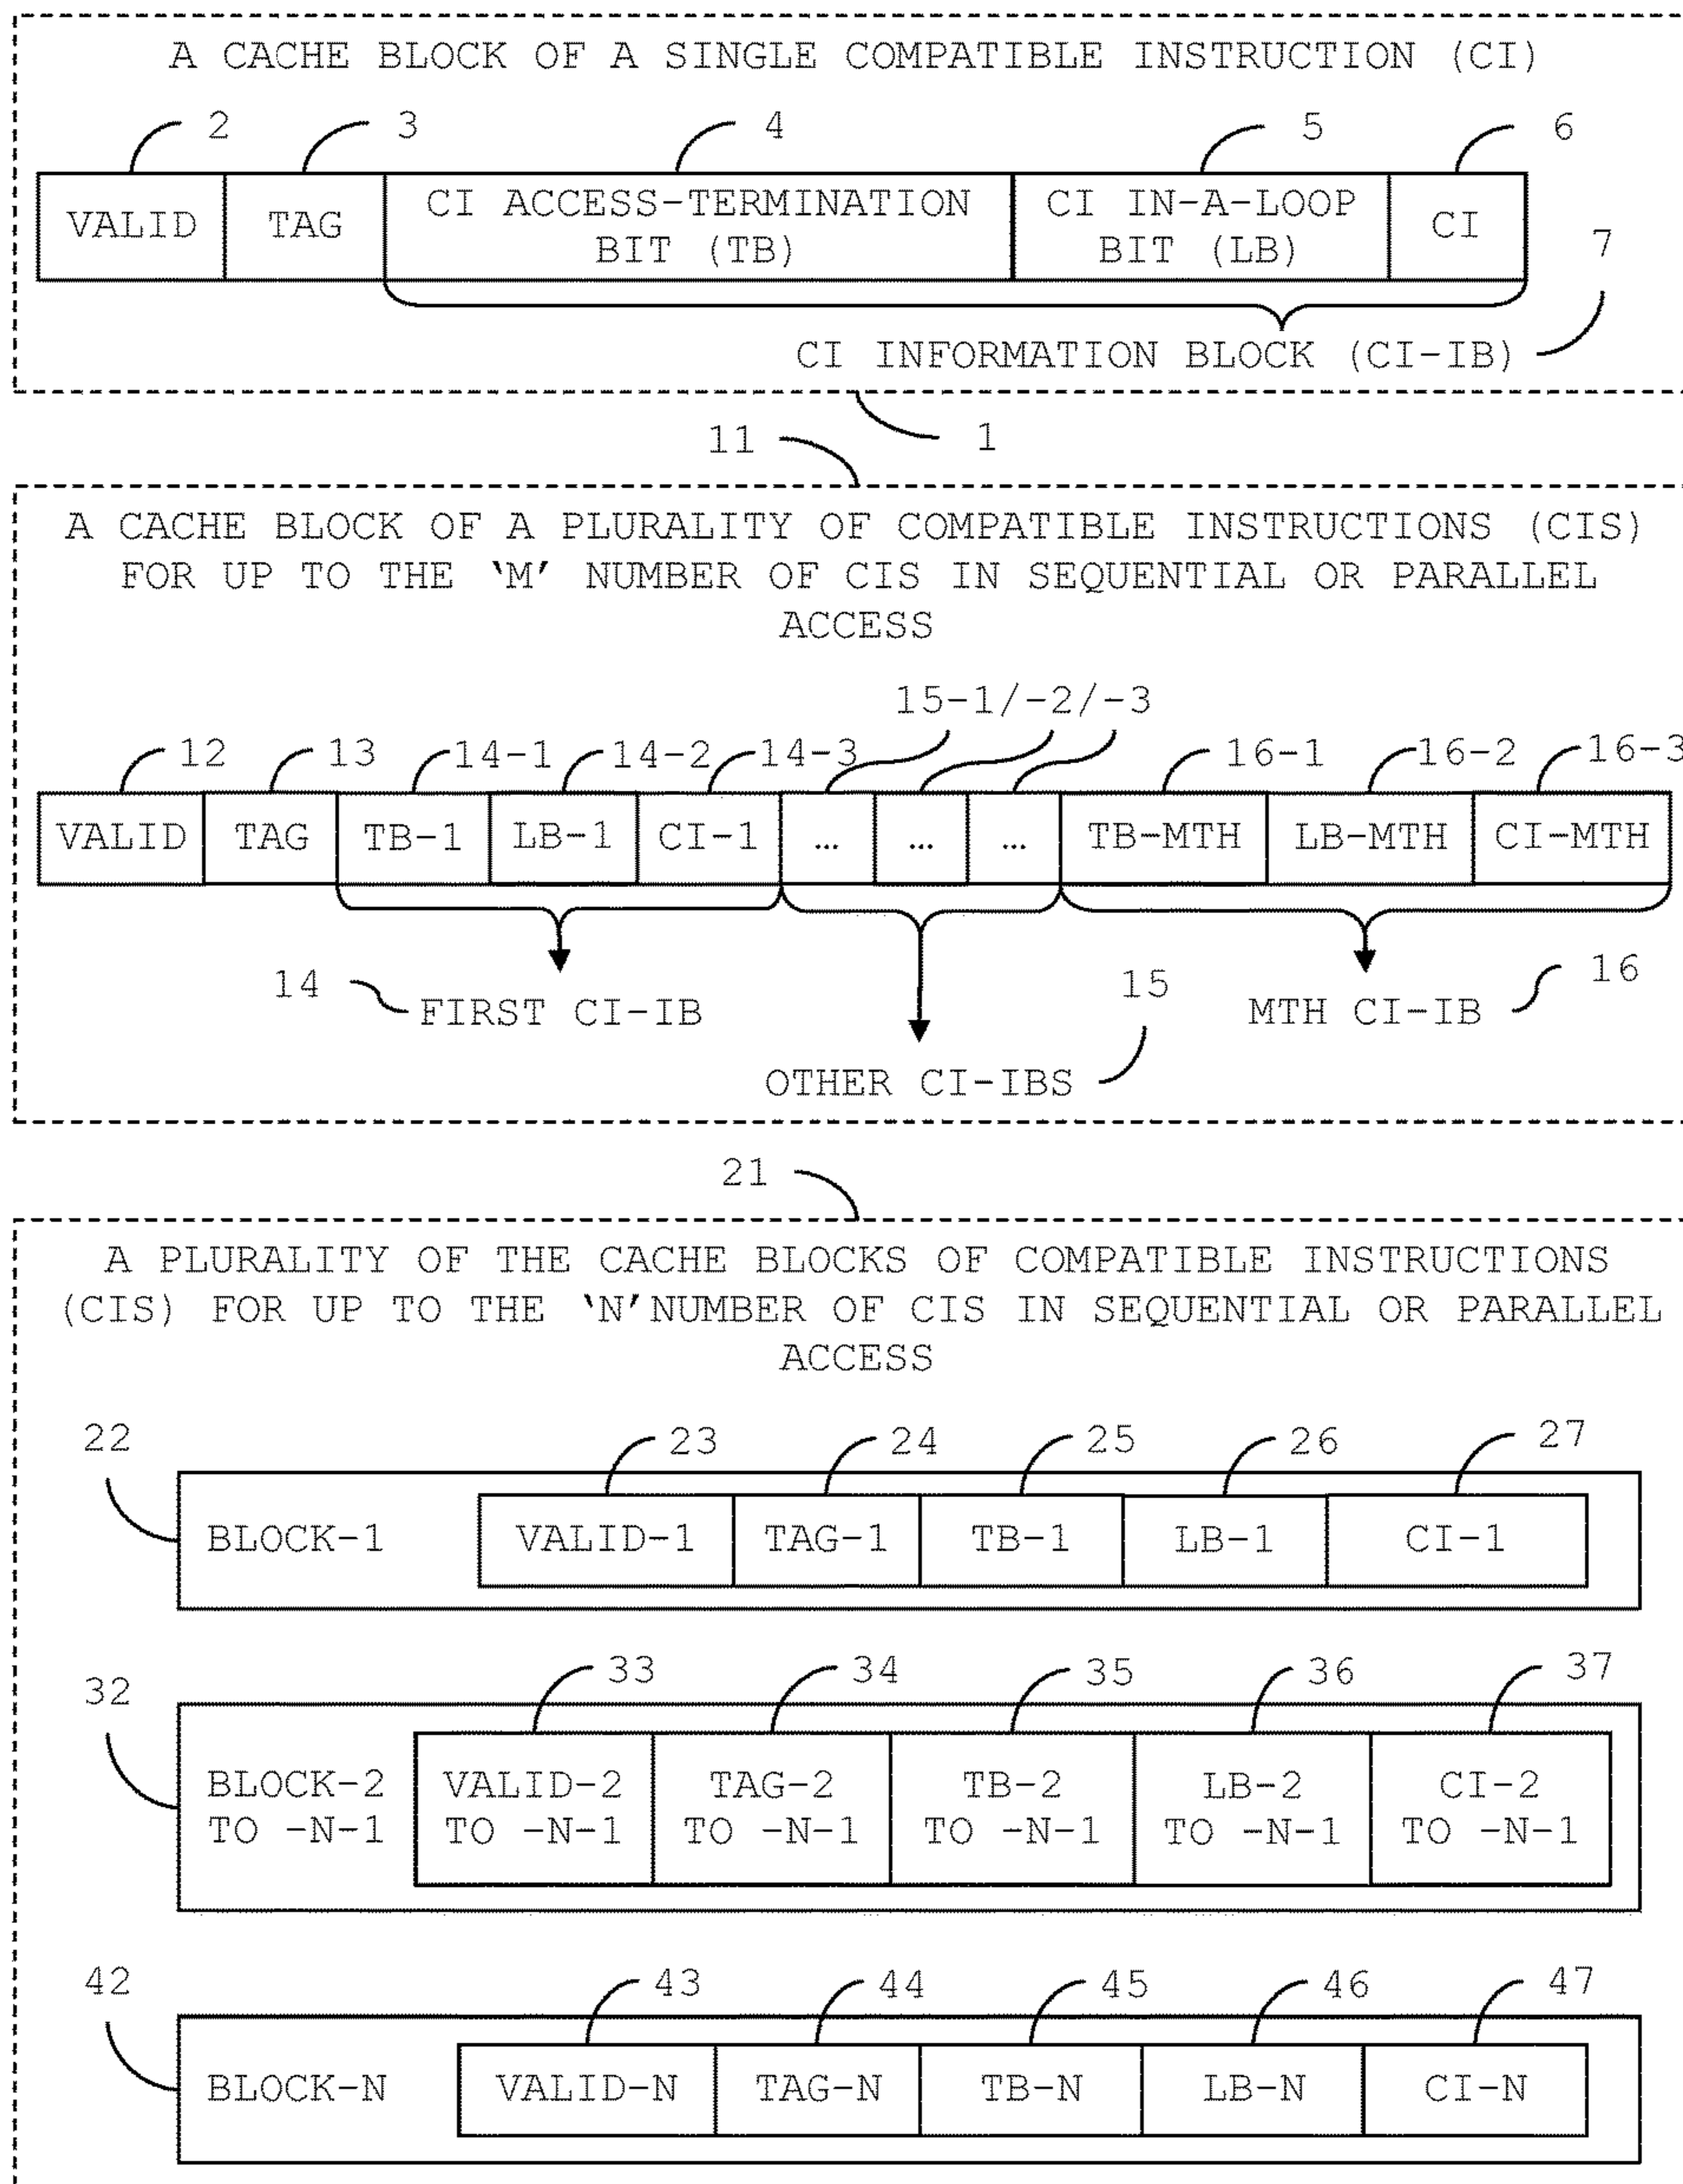 A CACHE BLOCK OF A SINGLE COMPATIBLE INSTRUCTION (CI)
2 3 4 5 6
VALID TAG CI ACCESS-TERMINATION BIT (TB) CI IN-A-LOOP BIT (LB) CI
7
CI INFORMATION BLOCK (CI-IB)
1
11
A CACHE BLOCK OF A PLURALITY OF COMPATIBLE INSTRUCTIONS (CIS)
FOR UP TO THE ‘M’ NUMBER OF CIS IN SEQUENTIAL OR PARALLEL
ACCESS
15-1/-2/-3
12 13 14-1 14-2 14-3 16-1 16-2 16-3
VALID TAG TB-1 LB-1 CI-1 … … … TB-MTH LB-MTH CI-MTH
14 15 16
FIRST CI-IB MTH CI-IB
OTHER CI-IBS
21
A PLURALITY OF THE CACHE BLOCKS OF COMPATIBLE INSTRUCTIONS
(CIS) FOR UP TO THE ‘N’NUMBER OF CIS IN SEQUENTIAL OR PARALLEL
ACCESS
22 23 24 25 26 27
BLOCK-1 VALID-1 TAG-1 TB-1 LB-1 CI-1
32 33 34 35 36 37
BLOCK-2 VALID-2 TAG-2 TB-2 LB-2 CI-2
TO -N-1 TO -N-1 TO -N-1 TO -N-1 TO -N-1 TO -N-1
42 43 44 45 46 47
BLOCK-N VALID-N TAG-N TB-N LB-N CI-N